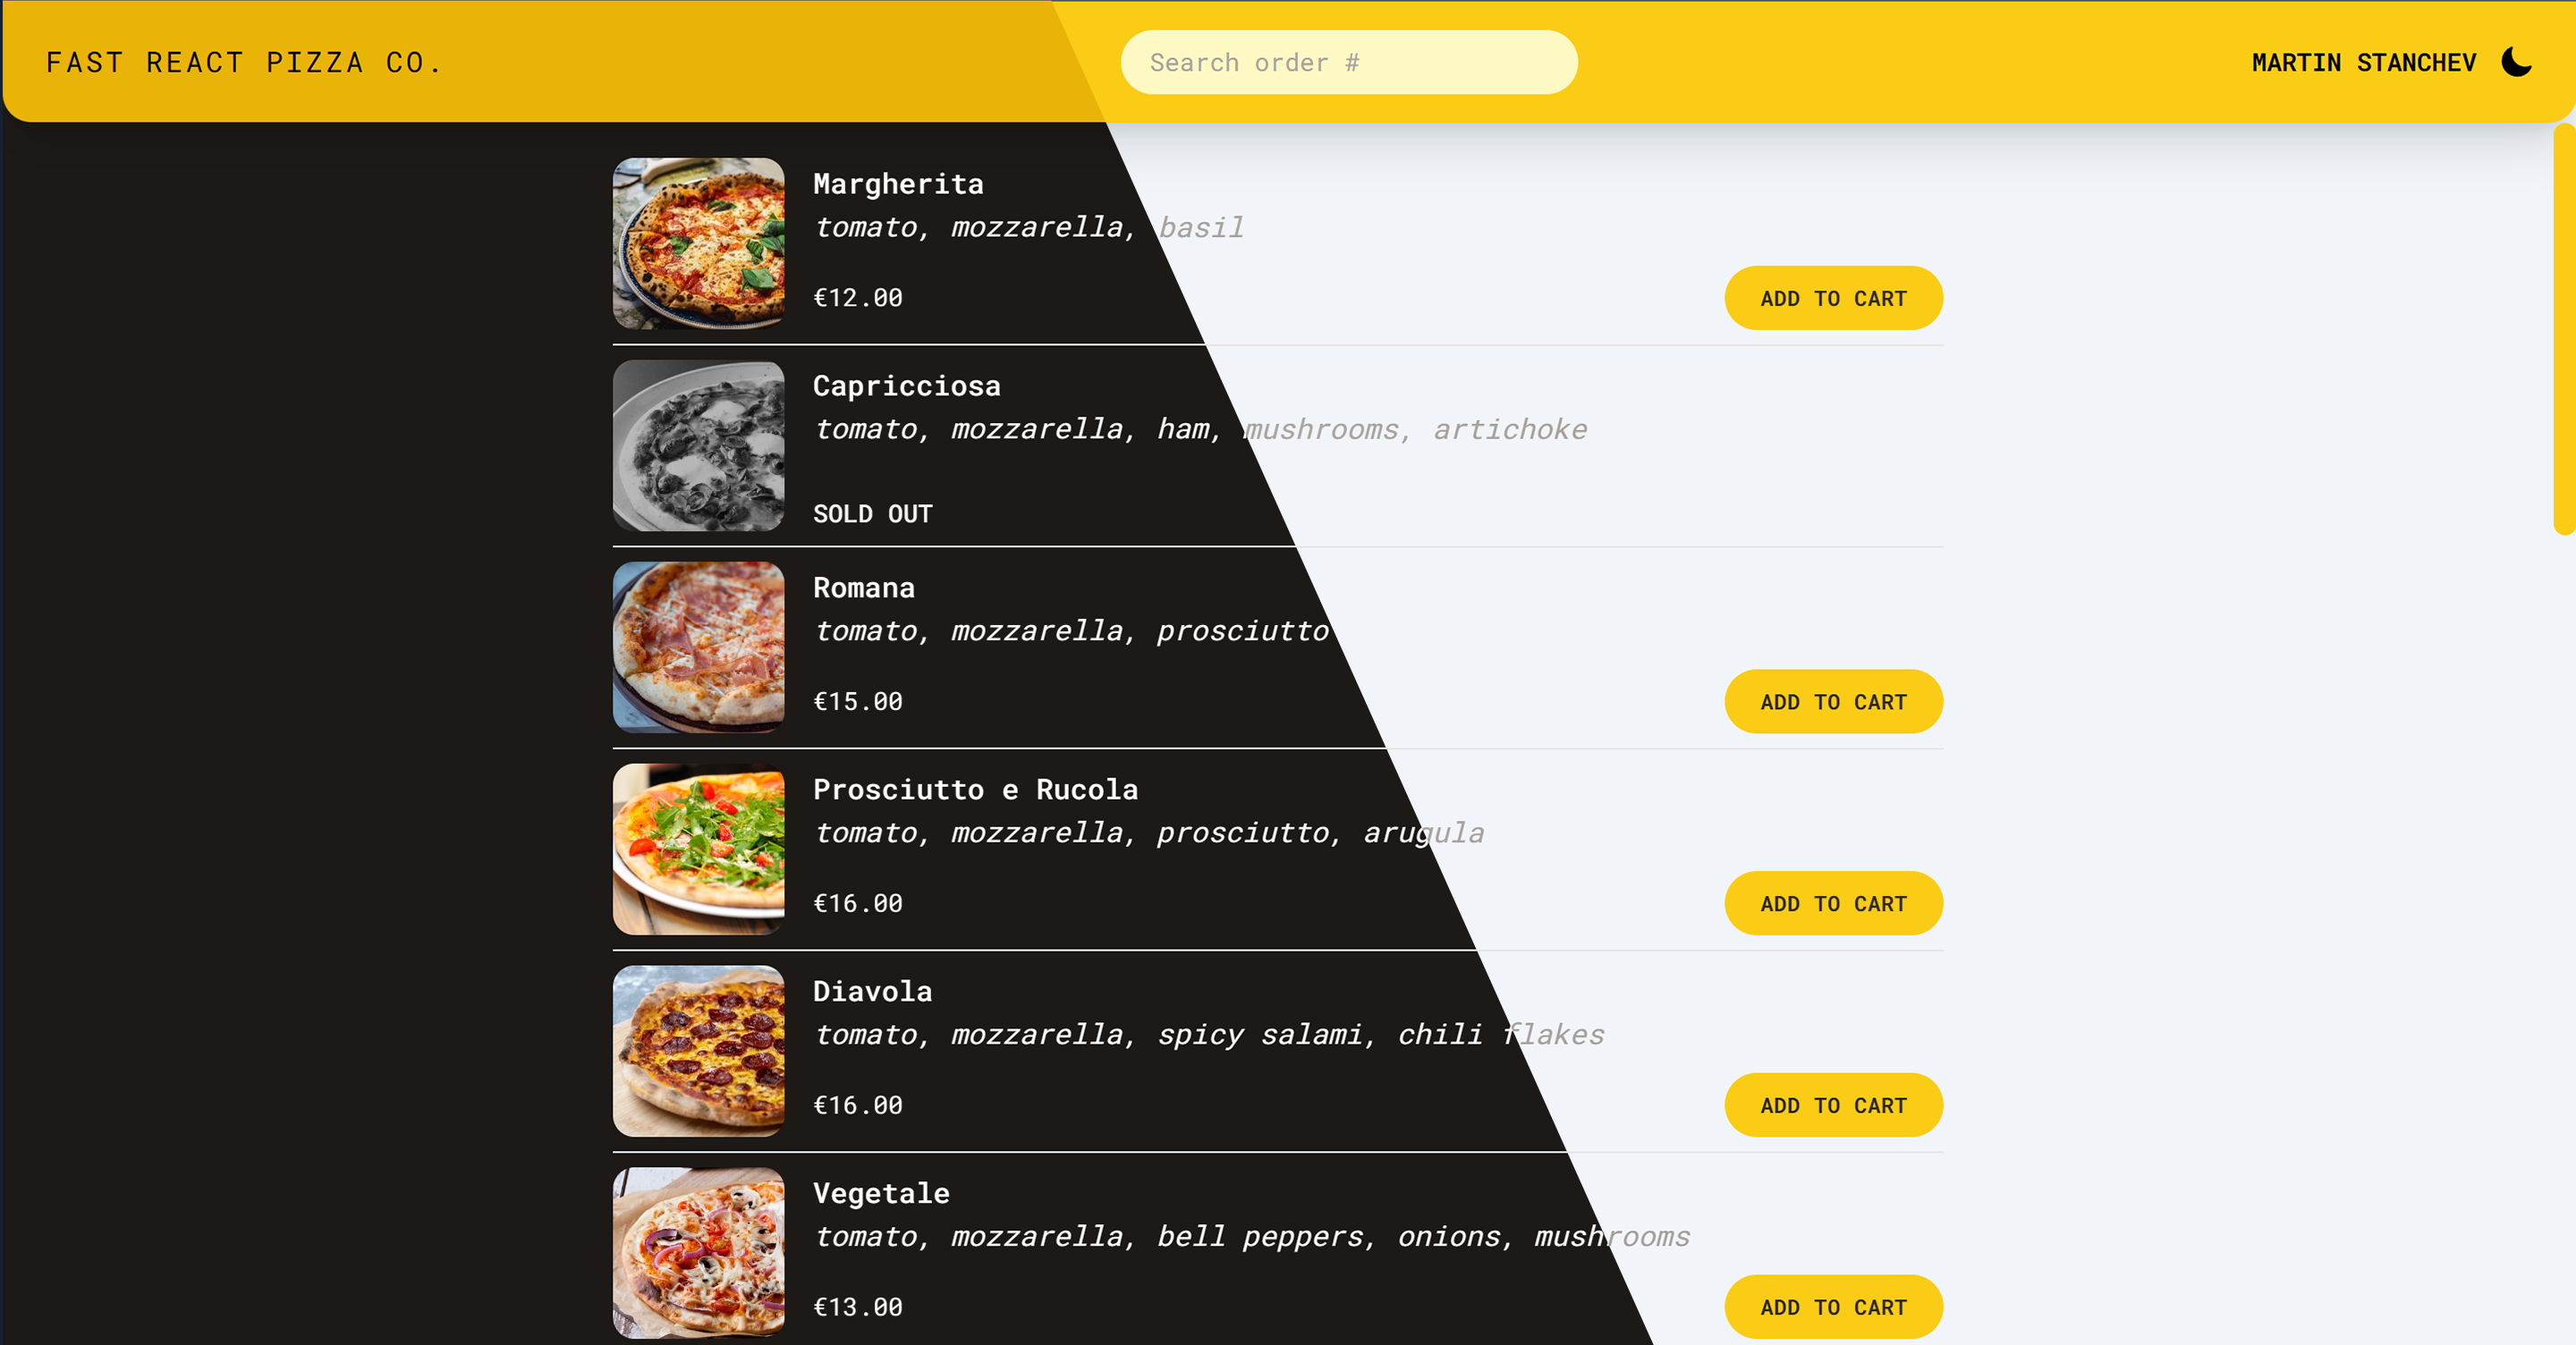 FAST REACT PIZZA CO.
Search order #
MARTIN STANCHEV
Margherita
tomato, mozzarella, basil
€12.00
ADD TO CART
Capricciosa
tomato, mozzarella, ham, mushrooms, artichoke
SOLD OUT
Romana
tomato, mozzarella, prosciutto
€15.00
ADD TO CART
Prosciutto e Rucola
tomato, mozzarella, prosciutto, arugula
€16.00
ADD TO CART
Diavola
tomato, mozzarella, spicy salami, chili flakes
€16.00
ADD TO CART
Vegetale
tomato, mozzarella, bell peppers, onions, mushrooms
€13.00
ADD TO CART